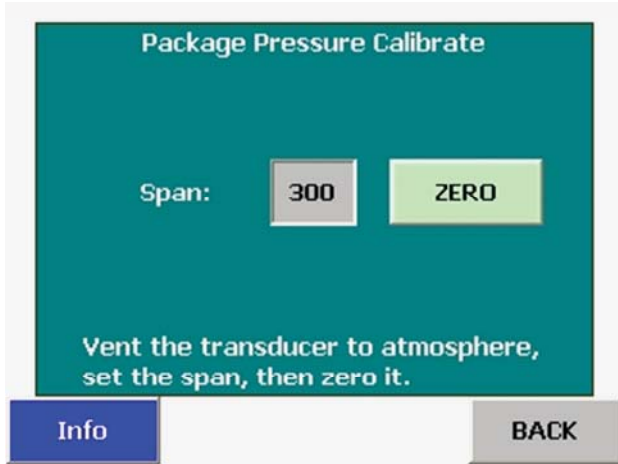 Package Pressure Calibrate
Span: 300 ZERO
Vent the transducer to atmosphere,
set the span, then zero it.
Info BACK